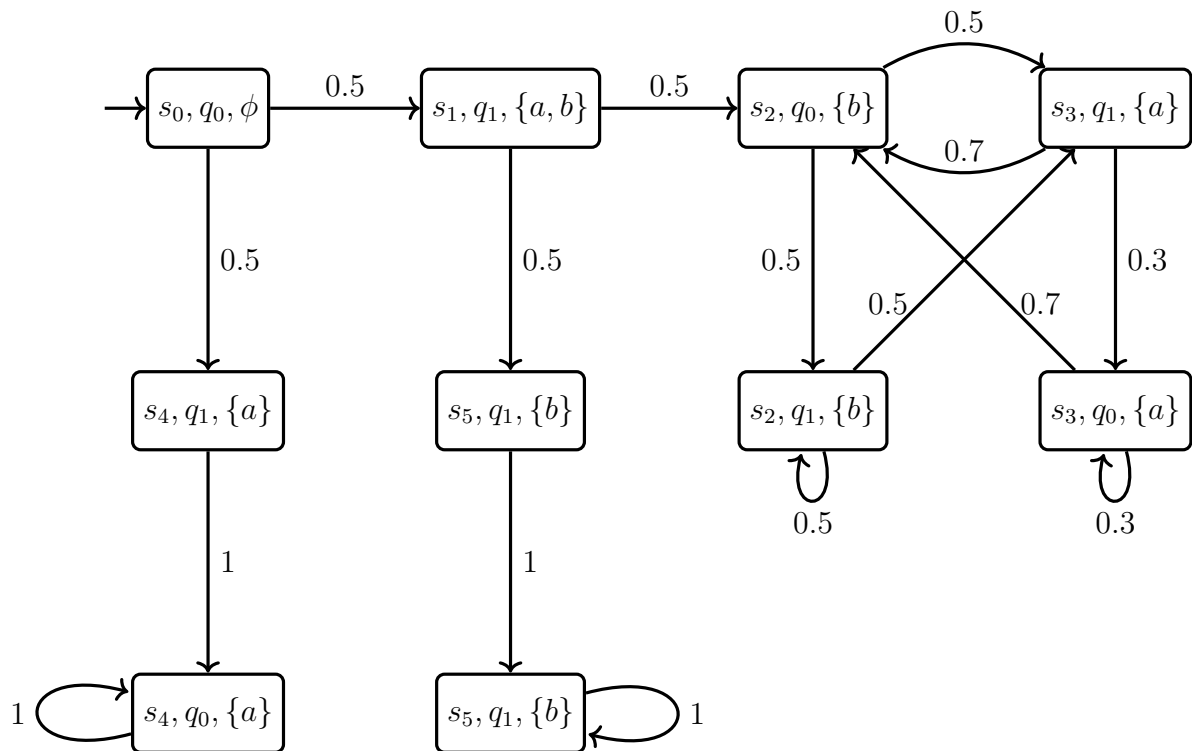 0.5
0.5
0.5
s₀, q₀, ϕ
s₁, q₁, {a, b}
s₂, q₀, {b}
s₃, q₁, {a}
0.7
0.5
0.5
0.5
0.3
0.5
0.7
s₄, q₁, {a}
s₅, q₁, {b}
s₂, q₁, {b}
s₃, q₀, {a}
0.5
0.3
1
1
s₄, q₀, {a}
s₅, q₁, {b}
1
1